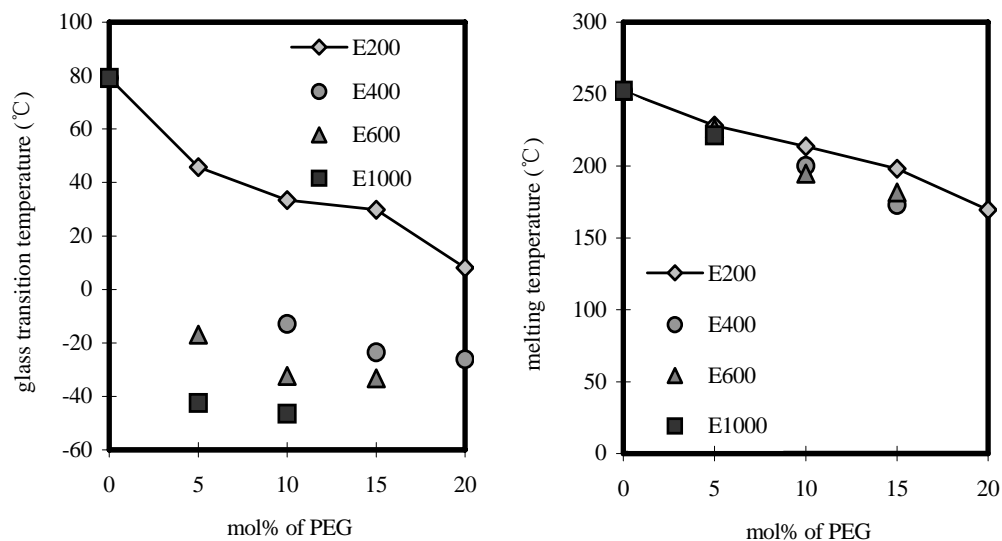 100
80
60
40
20
0
-20
-40
-60
0 5 10 15 20
glass transition temperature (℃)
mol% of PEG
E200
E400
E600
E1000
300
250
200
150
100
50
0
0 5 10 15 20
melting temperature (℃)
mol% of PEG
E200
E400
E600
E1000